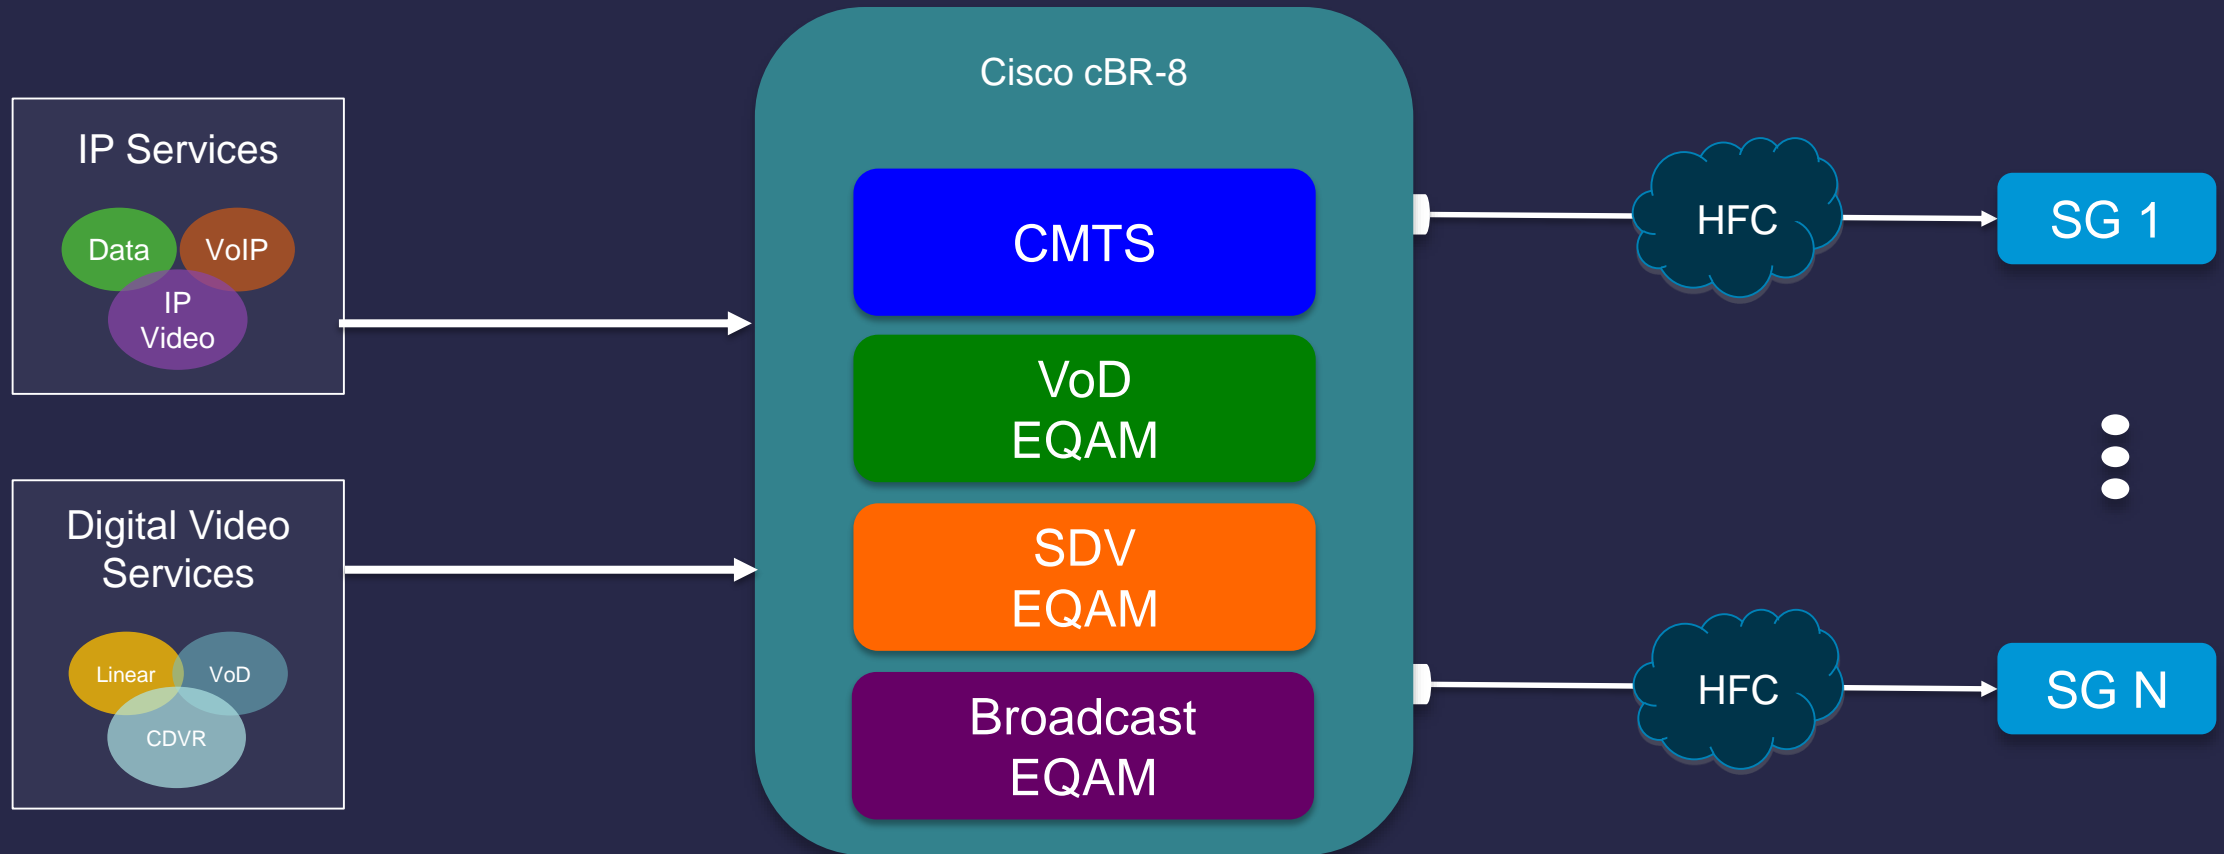 Cisco cBR-8
IP Services
Data
VoIP
IP
Video
Digital Video
Services
Linear
VoD
CDVR
CMTS
VoD
EQAM
SDV
EQAM
Broadcast
EQAM
HFC
SG 1
HFC
SG N